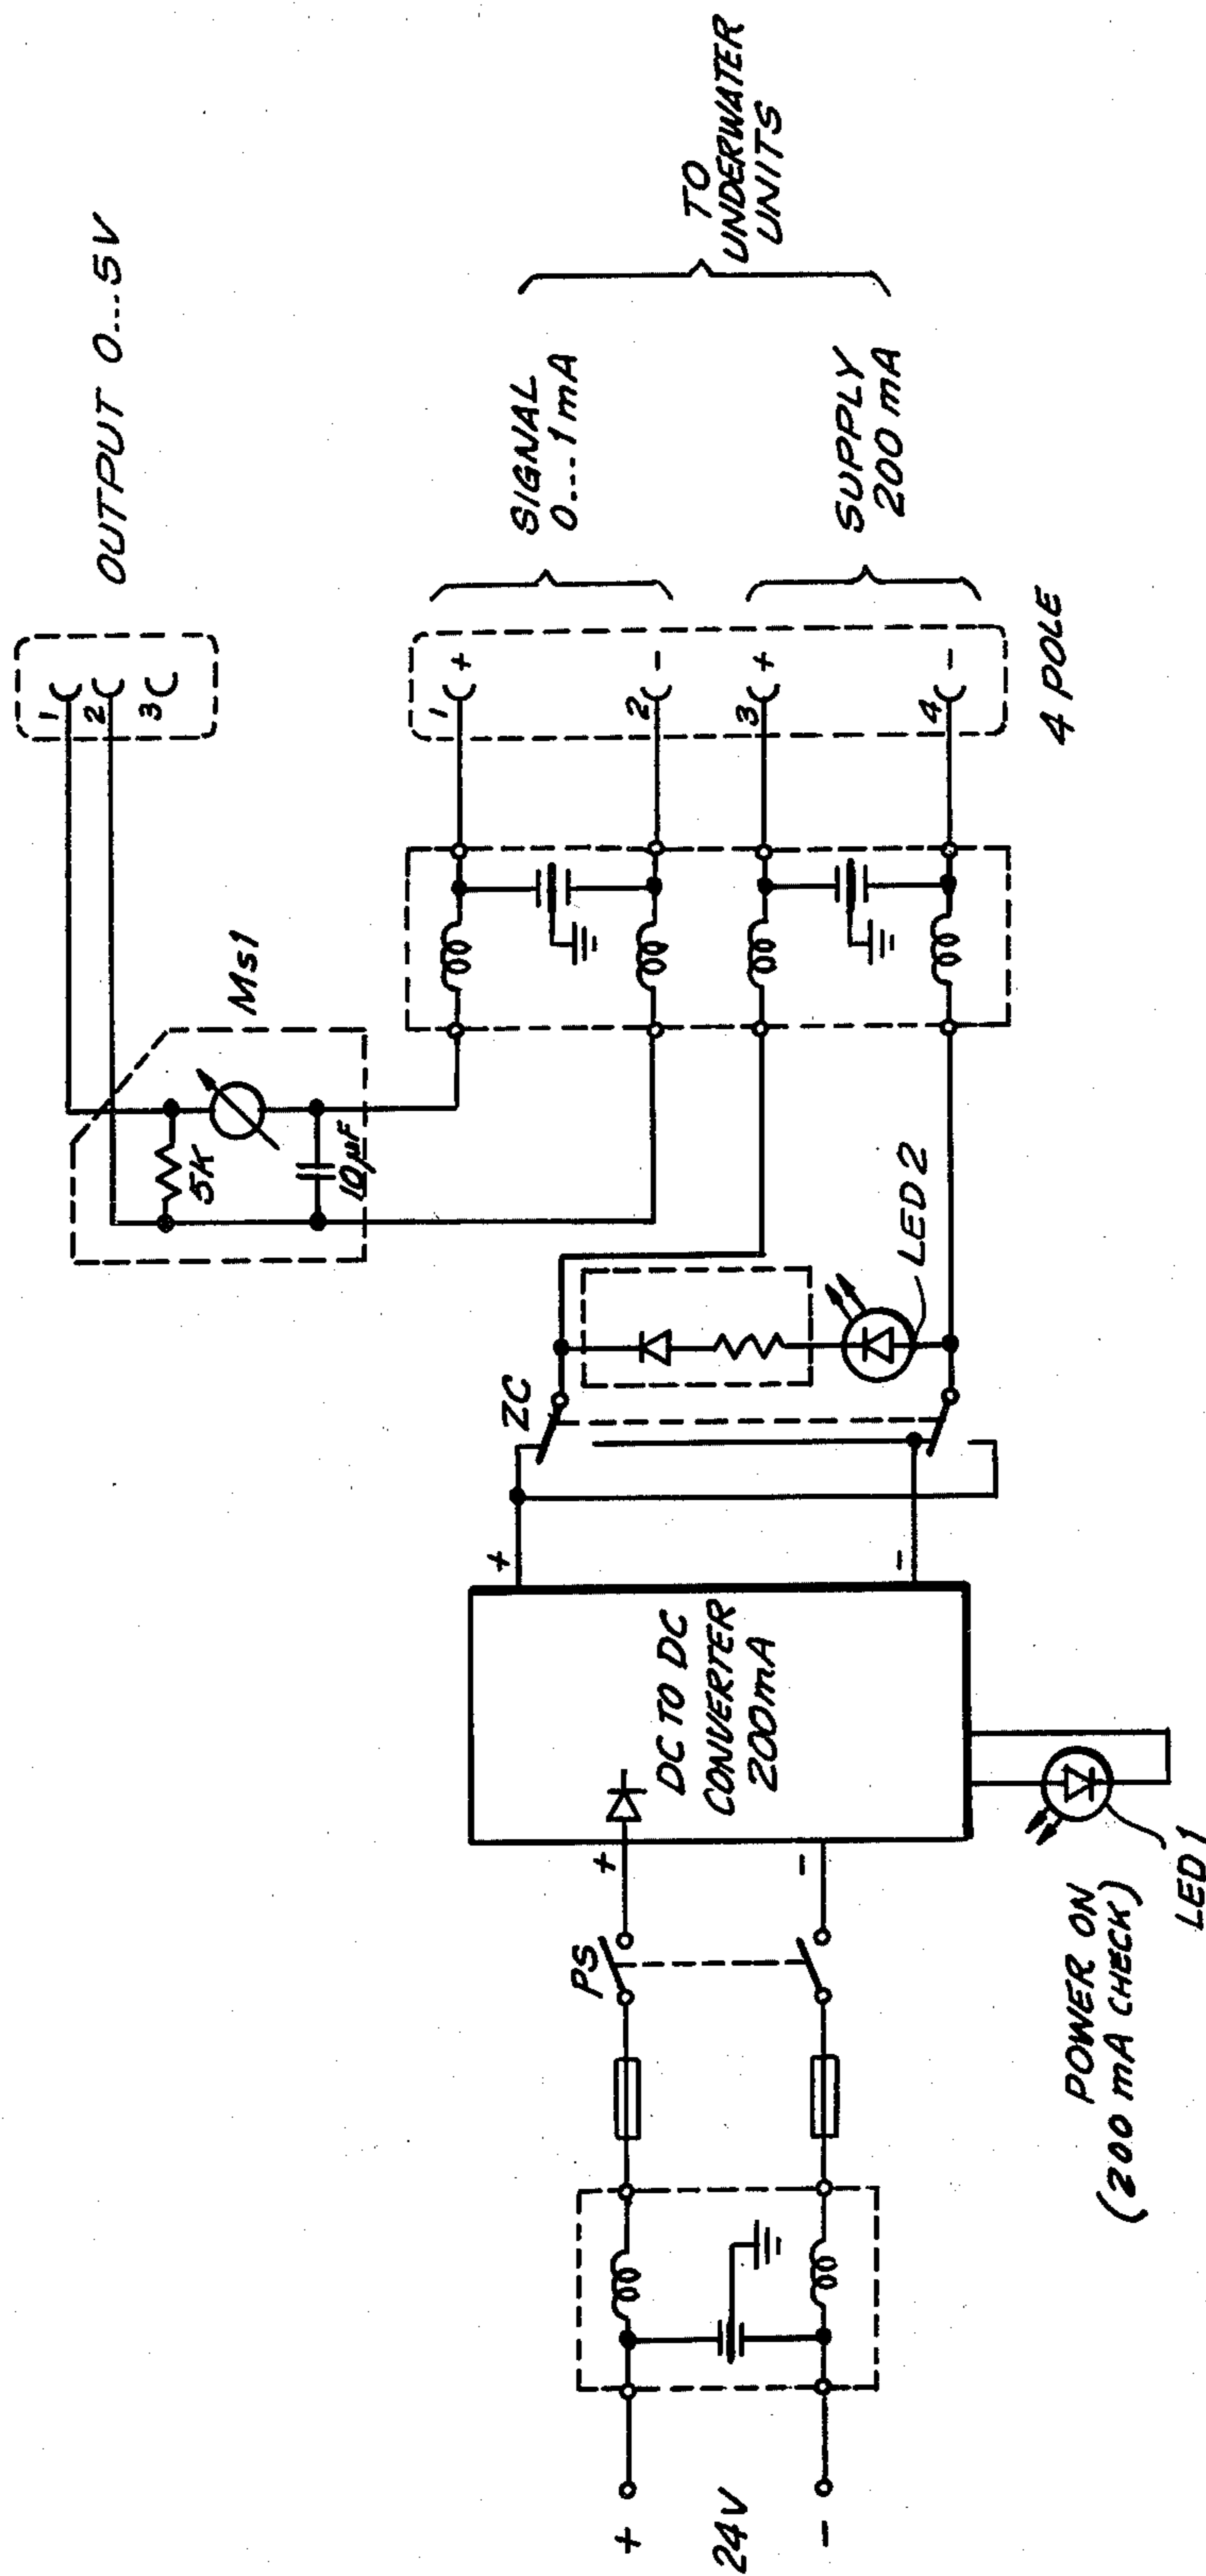 OUTPUT 0...5V
1
2
3
Ms1
5K
10µF
SIGNAL
0...1mA
TO
UNDERWATER
UNITS
SUPPLY
200 mA
1
+
2
-
3
+
4
-
4 POLE
ZC
LED 2
+
-
DC TO DC
CONVERTER
200mA
+
-
PS
+
24V
-
POWER ON
(200 mA CHECK)
LED 1